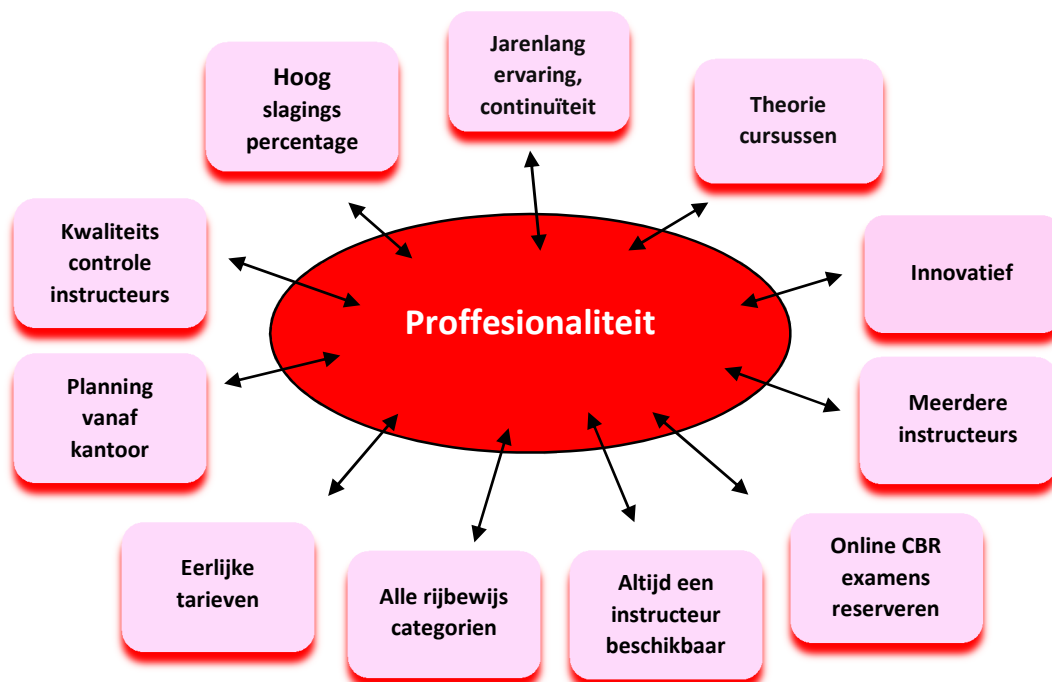 Jarenlang
ervaring,
continuïteit
Hoog
slagings
percentage
Theorie
cursussen
Kwaliteits
controle
instructeurs
Innovatief
Proffesionaliteit
Planning
vanaf
kantoor
Meerdere
instructeurs
Eerlijke
tarieven
Alle rijbewijs
categorien
Altijd een
instructeur
beschikbaar
Online CBR
examens
reserveren